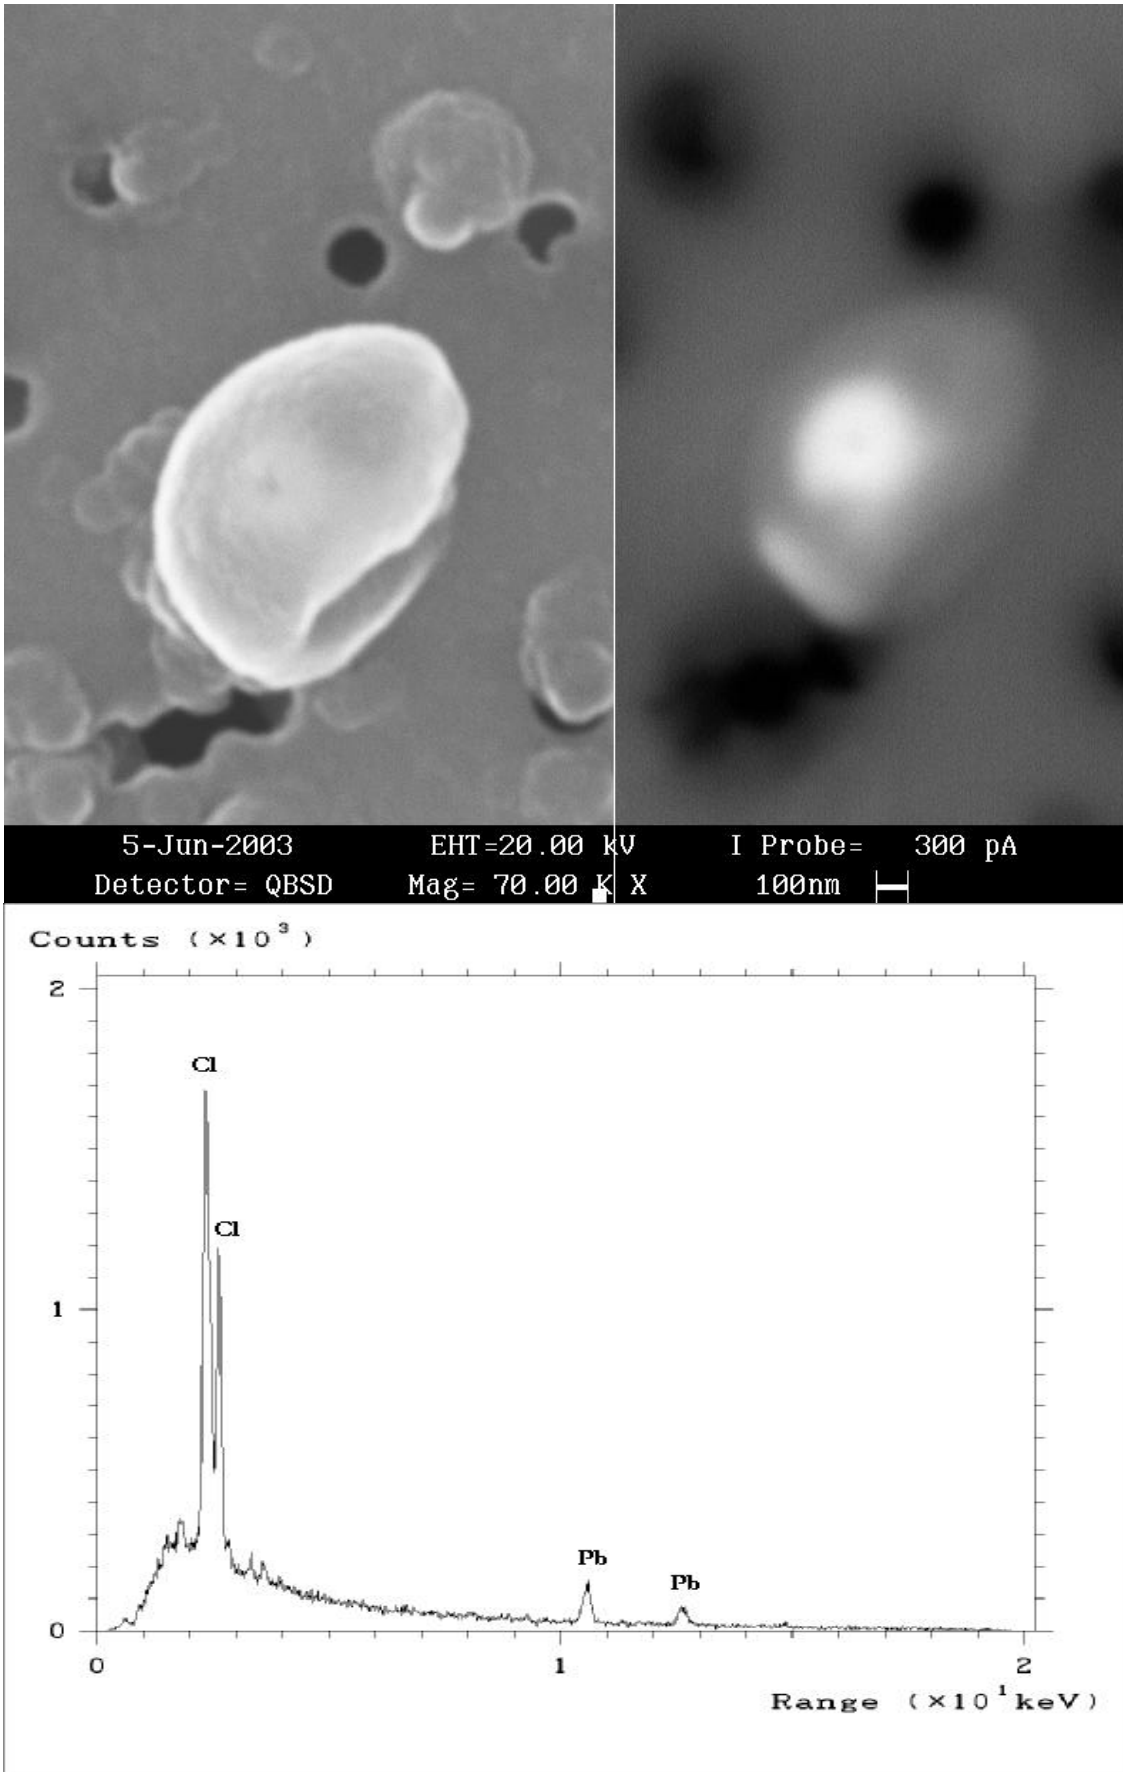 5-Jun-2003 EHT=20.00 kV I Probe= 300 pA
Detector= QBSD Mag= 70.00 K X 100nm
Counts (×10³)
2
Cl
Cl
1
Pb
Pb
0
0 1 2
Range (×10¹keV)